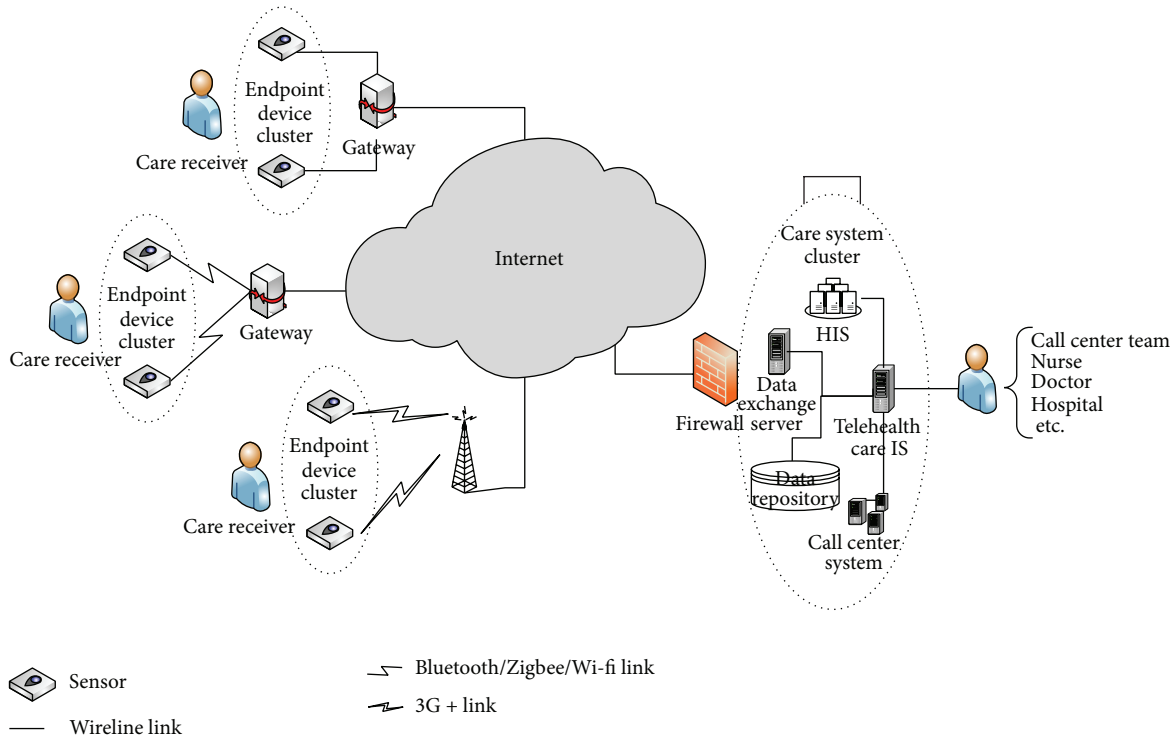 Endpoint
device
cluster
Care receiver
Gateway
Internet
Endpoint
device
cluster
Care receiver
Gateway
Endpoint
device
cluster
Care receiver
Care system
cluster
HIS
Data
exchange
server
Firewall
Telehealth
care IS
Data
repository
Call center
system
Call center team
Nurse
Doctor
Hospital
etc.
Sensor
Wireline link
Bluetooth/Zigbee/Wi-fi link
3G + link